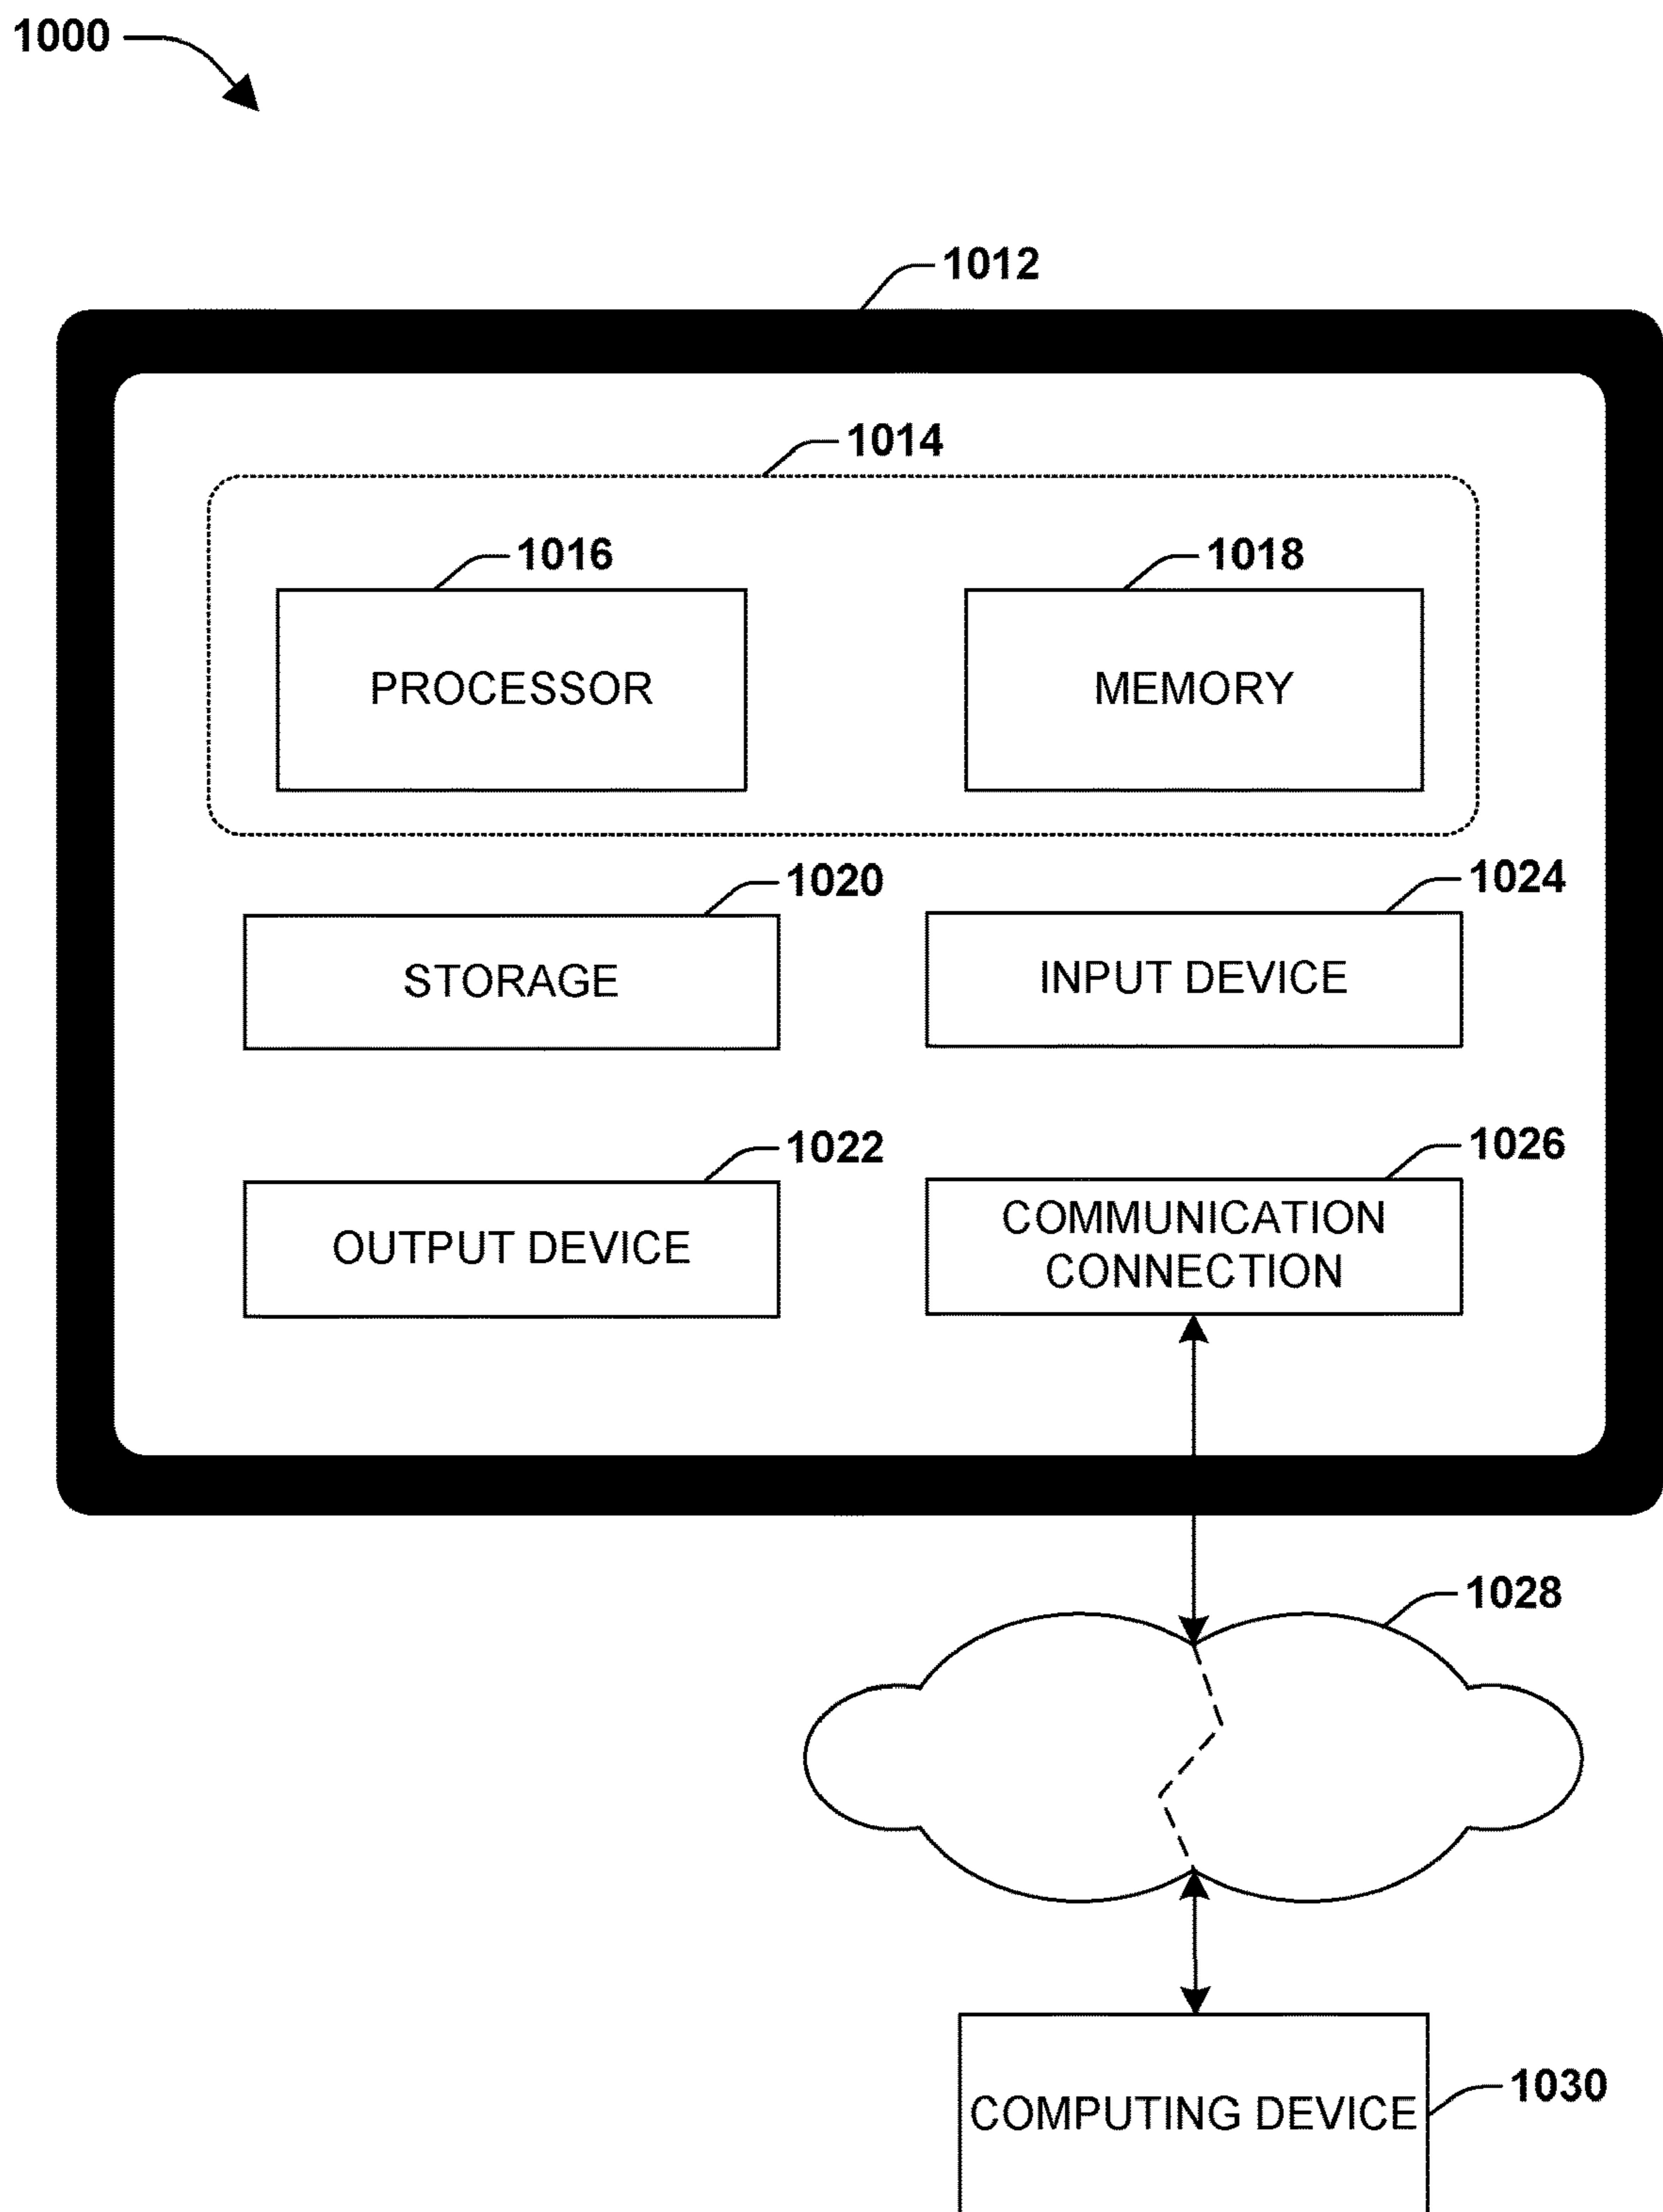 1000
1012
1014
1016
1018
PROCESSOR
MEMORY
1020
1024
STORAGE
INPUT DEVICE
1022
1026
OUTPUT DEVICE
COMMUNICATION
CONNECTION
1028
1030
COMPUTING DEVICE